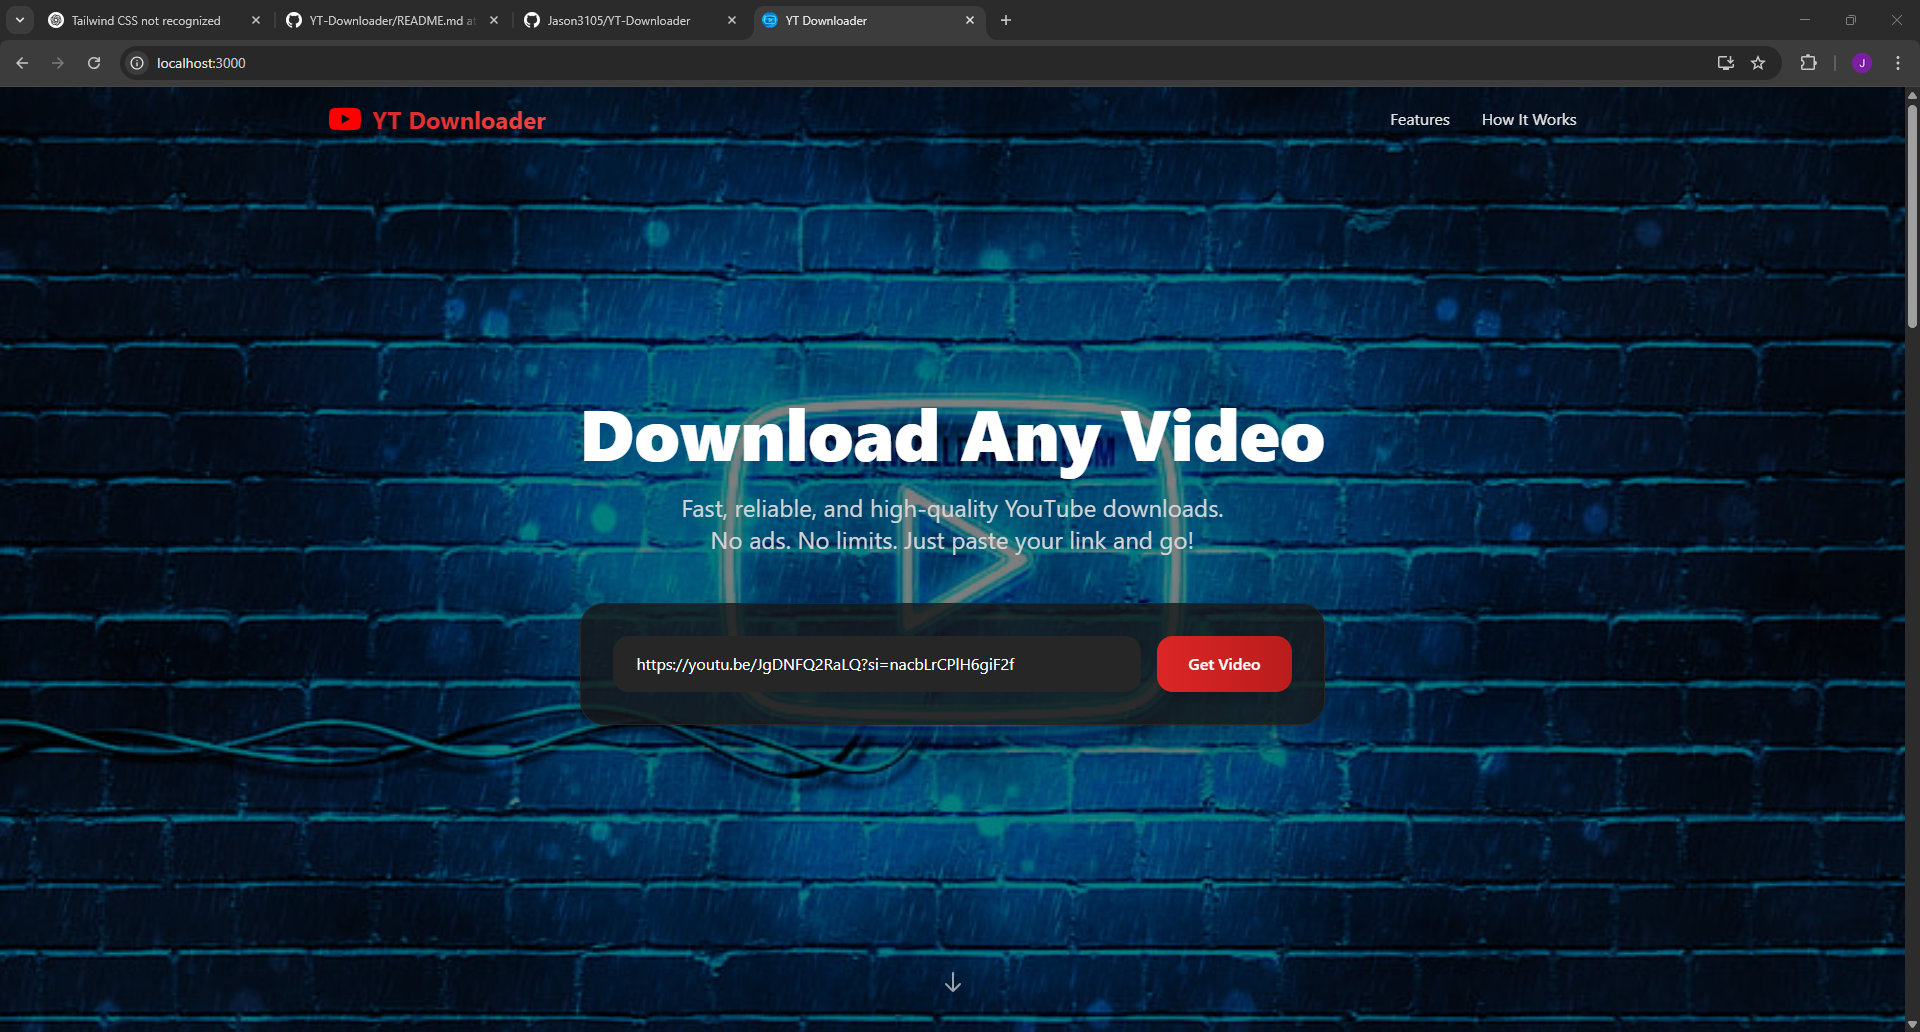 Tailwind CSS not recognized
YT-Downloader/README.md at
Jason3105/YT-Downloader
YT Downloader
localhost:3000
J
YT Downloader
Features
How It Works
Download Any Video
Fast, reliable, and high-quality YouTube downloads.
No ads. No limits. Just paste your link and go!
https://youtu.be/JgDNFQ2RaLQ?si=nacbLrCPlH6giF2f
Get Video